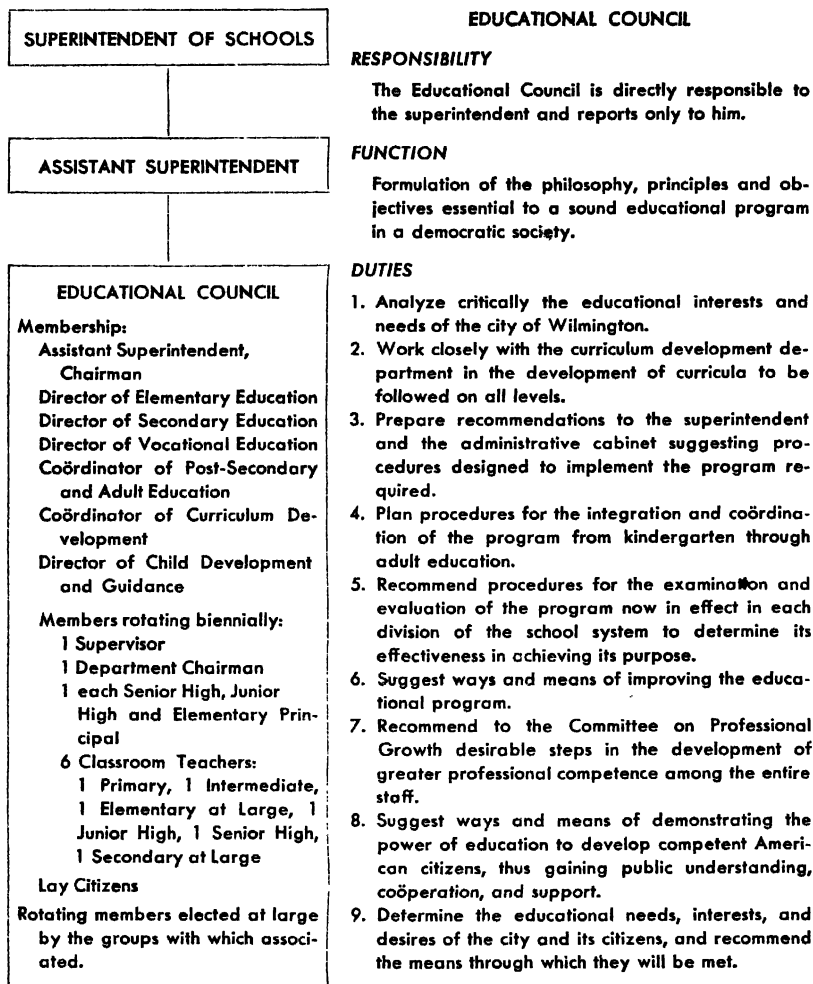 SUPERINTENDENT OF SCHOOLS
ASSISTANT SUPERINTENDENT
EDUCATIONAL COUNCIL
Membership:
Assistant Superintendent,
Chairman
Director of Elementary Education
Director of Secondary Education
Director of Vocational Education
Coördinator of Post-Secondary
and Adult Education
Coördinator of Curriculum De-
velopment
Director of Child Development
and Guidance
Members rotating biennially:
1 Supervisor
1 Department Chairman
1 each Senior High, Junior
High and Elementary Prin-
cipal
6 Classroom Teachers:
1 Primary, 1 Intermediate,
1 Elementary at Large, 1
Junior High, 1 Senior High,
1 Secondary at Large
Lay Citizens
Rotating members elected at large
by the groups with which associ-
ated.
EDUCATIONAL COUNCIL
RESPONSIBILITY
The Educational Council is directly responsible to
the superintendent and reports only to him.
FUNCTION
Formulation of the philosophy, principles and ob-
jectives essential to a sound educational program
in a democratic society.
DUTIES
1. Analyze critically the educational interests and
needs of the city of Wilmington.
2. Work closely with the curriculum development de-
partment in the development of curricula to be
followed on all levels.
3. Prepare recommendations to the superintendent
and the administrative cabinet suggesting pro-
cedures designed to implement the program re-
quired.
4. Plan procedures for the integration and coördina-
tion of the program from kindergarten through
adult education.
5. Recommend procedures for the examination and
evaluation of the program now in effect in each
division of the school system to determine its
effectiveness in achieving its purpose.
6. Suggest ways and means of improving the educa-
tional program.
7. Recommend to the Committee on Professional
Growth desirable steps in the development of
greater professional competence among the entire
staff.
8. Suggest ways and means of demonstrating the
power of education to develop competent Ameri-
can citizens, thus gaining public understanding,
coöperation, and support.
9. Determine the educational needs, interests, and
desires of the city and its citizens, and recommend
the means through which they will be met.